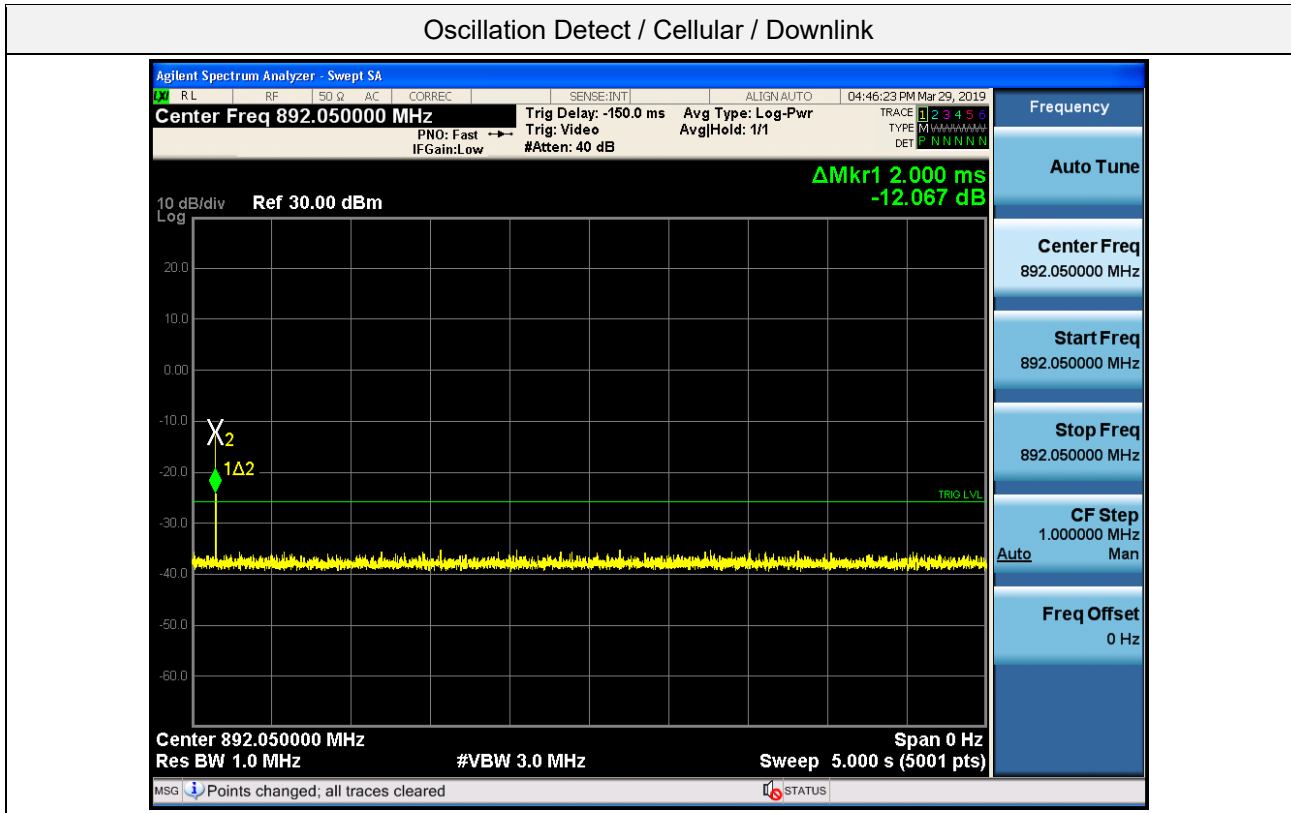 Oscillation Detect / Cellular / Downlink
Agilent Spectrum Analyzer - Swept SA
LXI RL RF 50 Ω AC CORREC SENSE:INT ALIGN AUTO 04:46:23 PM Mar 29, 2019
Center Freq 892.050000 MHz
PNO: Fast
IFGain:Low
Trig Delay: -150.0 ms
Trig: Video
#Atten: 40 dB
Avg Type: Log-Pwr
Avg|Hold: 1/1
TRACE 1 2 3 4 5 6
TYPE M WWWWW
DET P N N N N N
ΔMkr1 2.000 ms
-12.067 dB
10 dB/div Ref 30.00 dBm
Log
20.0
10.0
0.00
-10.0
-20.0
-30.0
-40.0
-50.0
-60.0
2
1Δ2
TRIG LVL
Center 892.050000 MHz Span 0 Hz
Res BW 1.0 MHz #VBW 3.0 MHz Sweep 5.000 s (5001 pts)
MSG Points changed; all traces cleared STATUS
Frequency
Auto Tune
Center Freq
892.050000 MHz
Start Freq
892.050000 MHz
Stop Freq
892.050000 MHz
CF Step
1.000000 MHz
Auto Man
Freq Offset
0 Hz